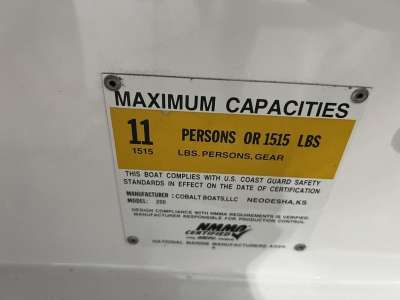 MAXIMUM CAPACITIES
11 PERSONS OR 1515 LBS
1515 LBS. PERSONS, GEAR
THIS BOAT COMPLIES WITH U.S. COAST GUARD SAFETY
STANDARDS IN EFFECT ON THE DATE OF CERTIFICATION
MANUFACTURER: COBALT BOATS, LLC NEODESHA, KS
MODEL: 200
DESIGN COMPLIANCE WITH NMMA REQUIREMENTS IS VERIFIED.
MANUFACTURER RESPONSIBLE FOR PRODUCTION CONTROL.
NMMA
CERTIFIED
NATIONAL MARINE MANUFACTURERS ASSN.